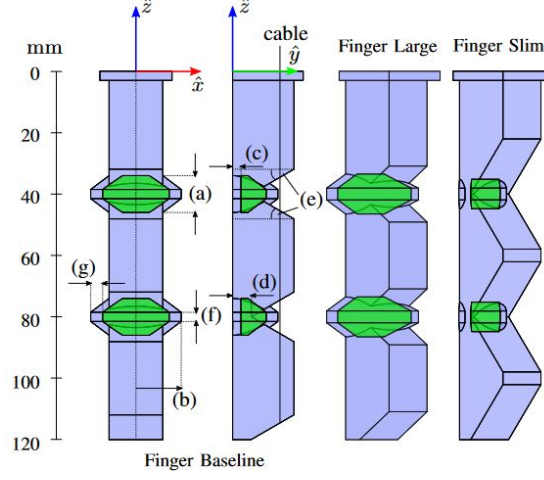 ẑ
ẑ
cable
mm
x̂
ŷ
Finger Large
Finger Slim
0
20
40
60
80
100
120
(c)
(a)
(e)
(g)
(d)
(f)
(b)
Finger Baseline